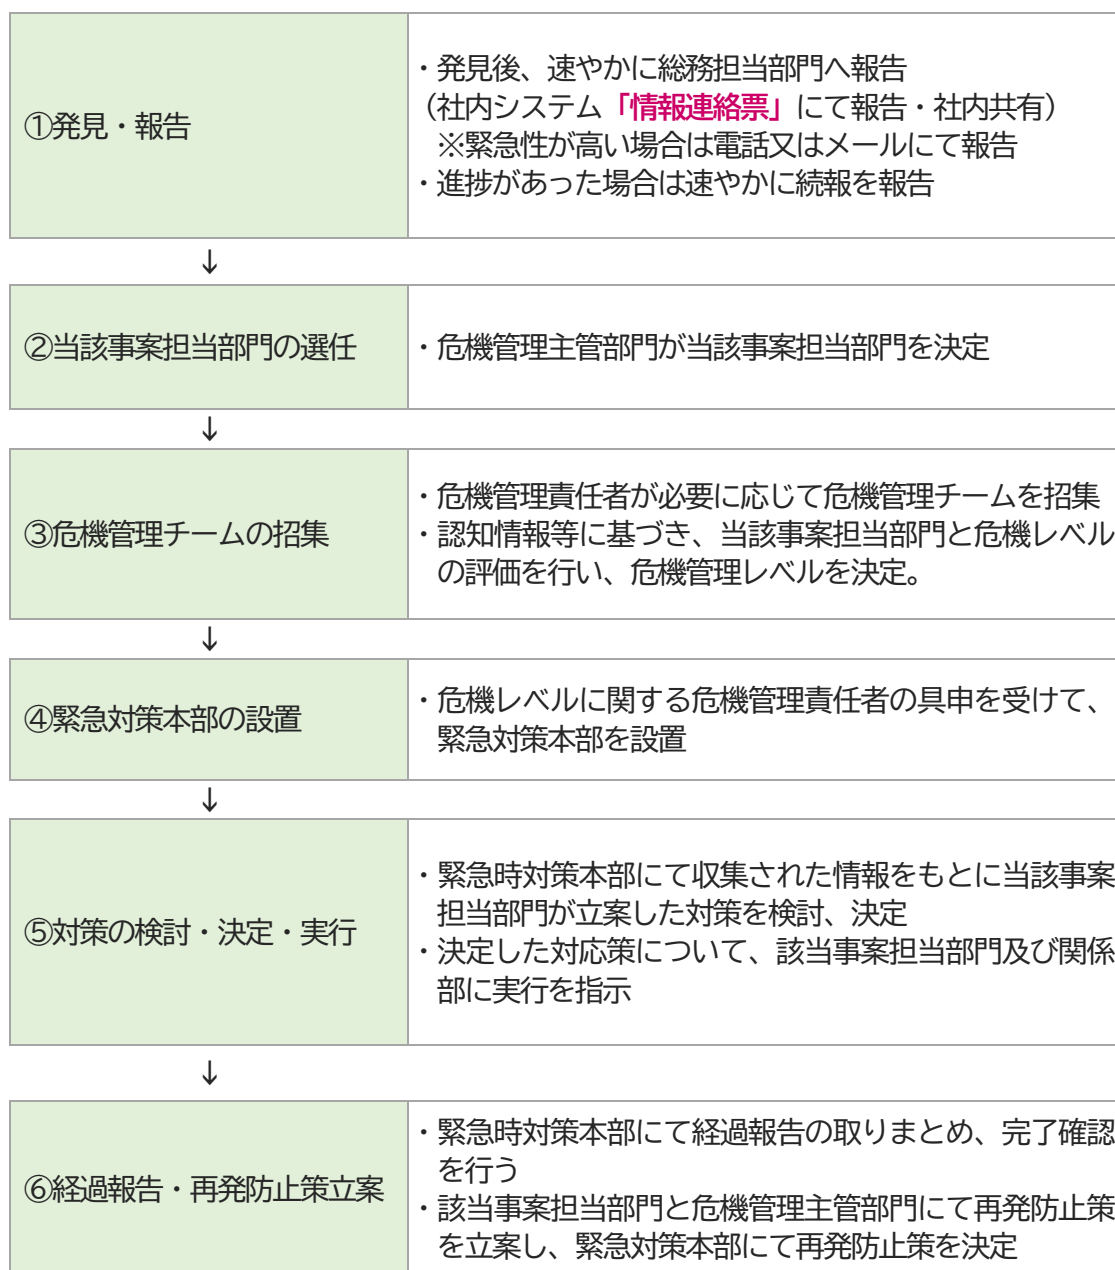 ①発見・報告
・発見後、速やかに総務担当部門へ報告
（社内システム「情報連絡票」にて報告・社内共有）
※緊急性が高い場合は電話又はメールにて報告
・進捗があった場合は速やかに続報を報告
↓
②当該事案担当部門の選任
・危機管理主管部門が当該事案担当部門を決定
↓
③危機管理チームの招集
・危機管理責任者が必要に応じて危機管理チームを招集
・認知情報等に基づき、当該事案担当部門と危機レベル
の評価を行い、危機管理レベルを決定。
↓
④緊急対策本部の設置
・危機レベルに関する危機管理責任者の具申を受けて、
緊急対策本部を設置
↓
⑤対策の検討・決定・実行
・緊急時対策本部にて収集された情報をもとに当該事案
担当部門が立案した対策を検討、決定
・決定した対応策について、該当事案担当部門及び関係
部に実行を指示
↓
⑥経過報告・再発防止策立案
・緊急時対策本部にて経過報告の取りまとめ、完了確認
を行う
・該当事案担当部門と危機管理主管部門にて再発防止策
を立案し、緊急対策本部にて再発防止策を決定